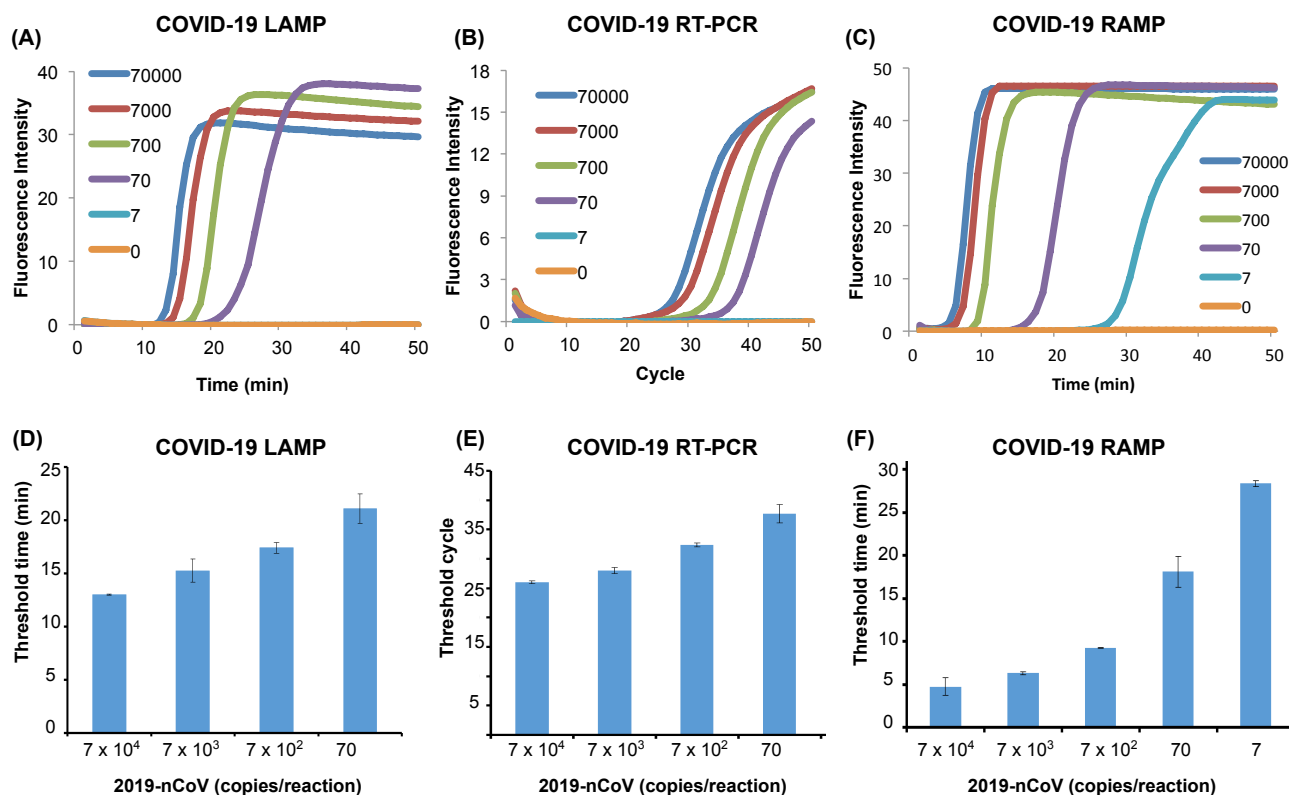 (A)
COVID-19 LAMP
Fluorescence Intensity
40
30
20
10
0
70000
7000
700
70
7
0
0
10
20
30
40
50
Time (min)
(B)
COVID-19 RT-PCR
Fluorescence Intensity
18
15
12
9
6
3
0
70000
7000
700
70
7
0
0
10
20
30
40
50
Cycle
(C)
COVID-19 RAMP
Fluorescence Intensity
50
40
30
20
10
0
70000
7000
700
70
7
0
0
10
20
30
40
50
Time (min)
(D)
COVID-19 LAMP
Threshold time (min)
25
20
15
10
5
0
7 x 10⁴
7 x 10³
7 x 10²
70
2019-nCoV (copies/reaction)
(E)
COVID-19 RT-PCR
Threshold cycle
45
35
25
15
5
7 x 10⁴
7 x 10³
7 x 10²
70
2019-nCoV (copies/reaction)
(F)
COVID-19 RAMP
Threshold time (min)
30
25
20
15
10
5
0
7 x 10⁴
7 x 10³
7 x 10²
70
7
2019-nCoV (copies/reaction)